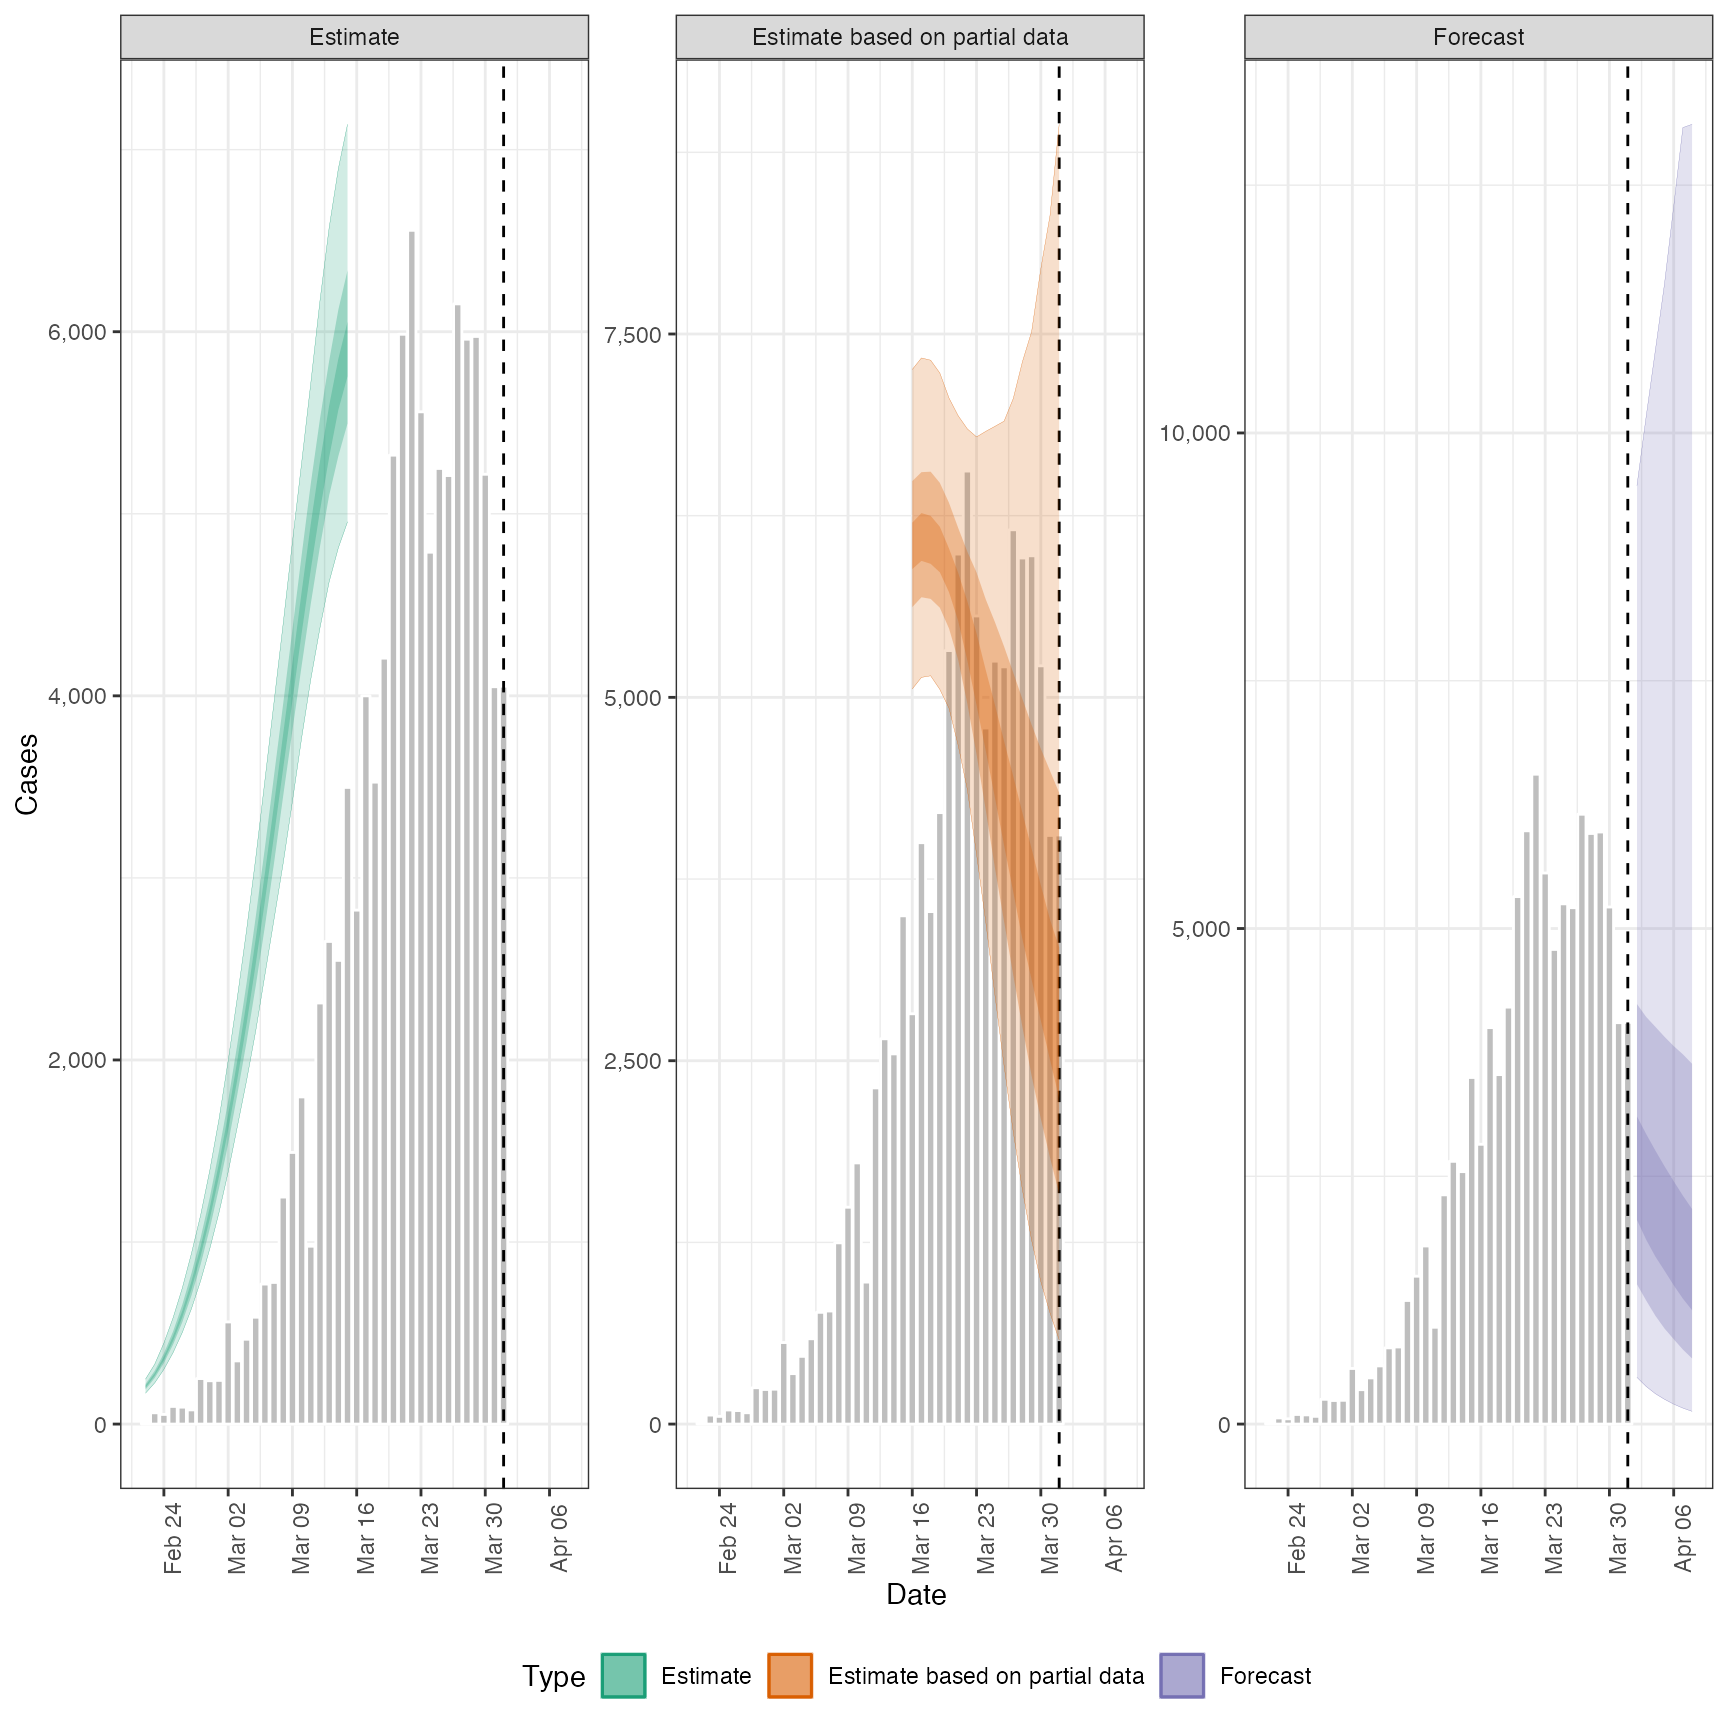 Estimate
Estimate based on partial data
Forecast
Cases
6,000
4,000
2,000
0
7,500
5,000
2,500
0
10,000
5,000
0
Feb 24
Mar 02
Mar 09
Mar 16
Mar 23
Mar 30
Apr 06
Feb 24
Mar 02
Mar 09
Mar 16
Mar 23
Mar 30
Apr 06
Feb 24
Mar 02
Mar 09
Mar 16
Mar 23
Mar 30
Apr 06
Date
Type Estimate Estimate based on partial data Forecast